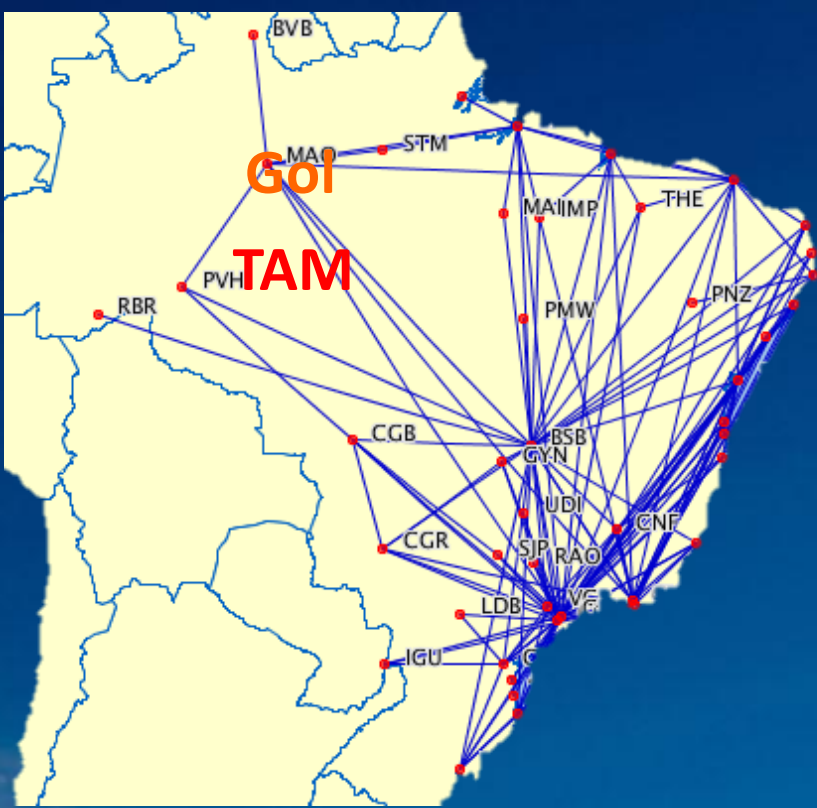 BVB
STM
MAO
Gol
THE
IMP
TAM
PVH
PNZ
RBR
PMW
CGB
BSB
GYN
UDI
CNF
CGR
SJP
RAO
LDB
IGU